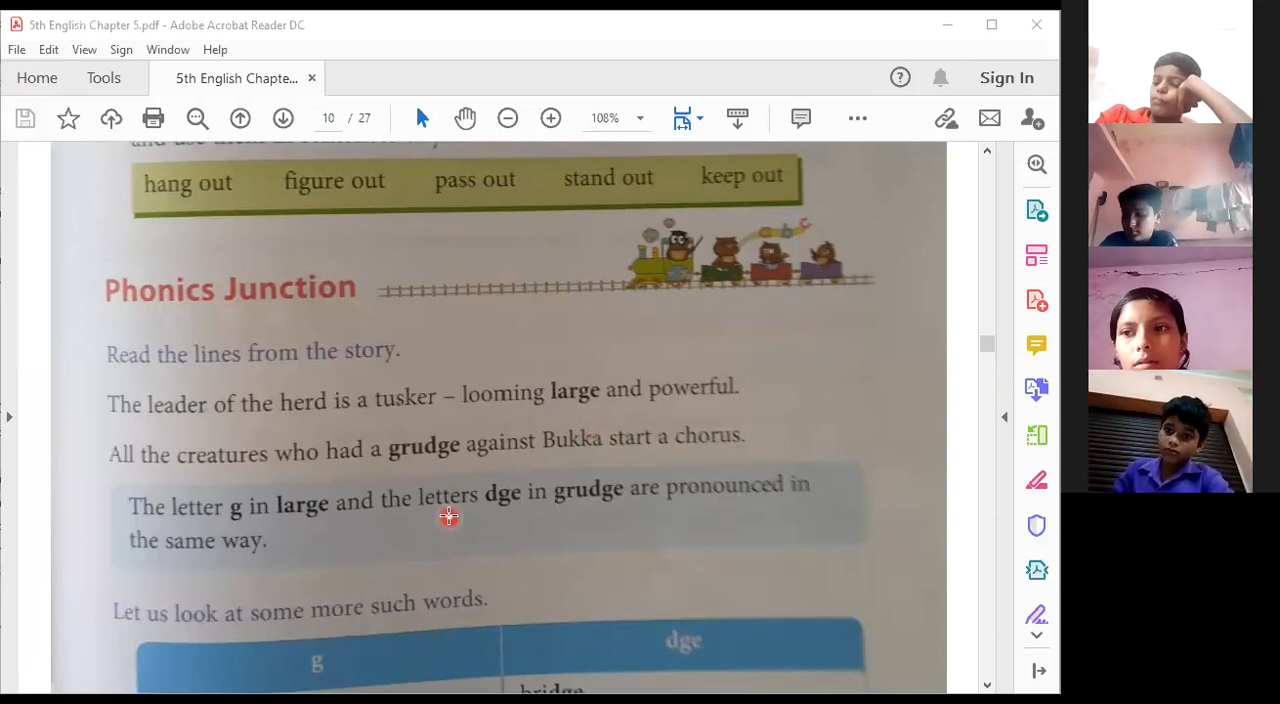 5th English Chapter 5.pdf - Adobe Acrobat Reader DC
File Edit View Sign Window Help
Home Tools 5th English Chapte... × Sign In
10 / 27 108%
hang out figure out pass out stand out keep out
Phonics Junction
Read the lines from the story.
The leader of the herd is a tusker – looming large and powerful.
All the creatures who had a grudge against Bukka start a chorus.
The letter g in large and the letters dge in grudge are pronounced in
the same way.
Let us look at some more such words.
g dge
bridge